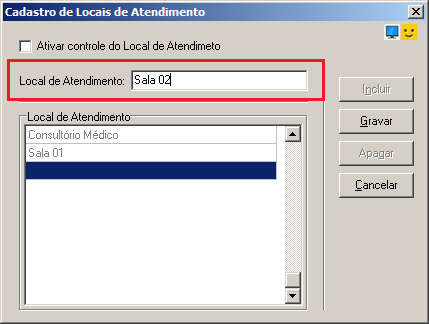 Cadastro de Locais de Atendimento
Ativar controle do Local de Atendimeto
Local de Atendimento: Sala 02
Incluir
Local de Atendimento
Gravar
Consultório Médico
Sala 01
Apagar
Cancelar